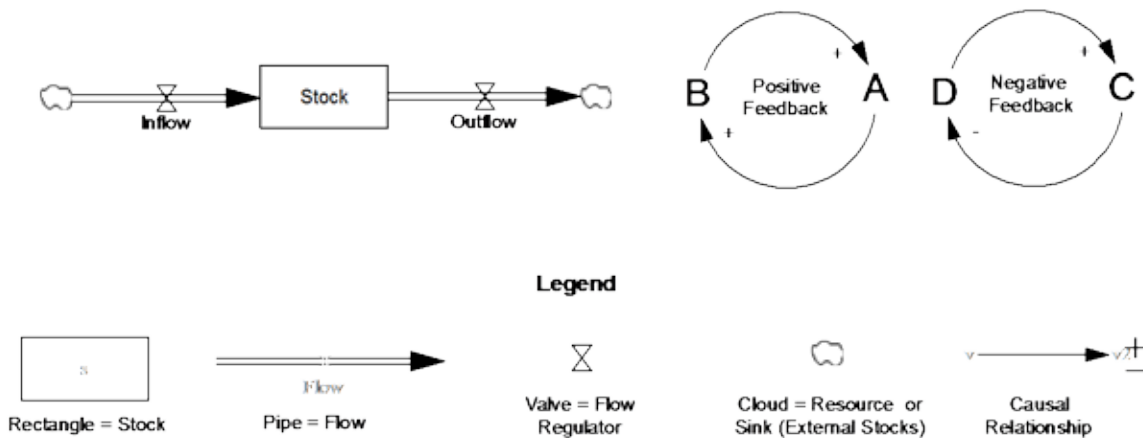 Stock
Inflow
Outflow
B
Positive
Feedback
A
+
+
D
Negative
Feedback
C
+
-
Legend
s
Flow
v
v2
±
Rectangle = Stock
Pipe = Flow
Valve = Flow
Regulator
Cloud = Resource or
Sink (External Stocks)
Causal
Relationship